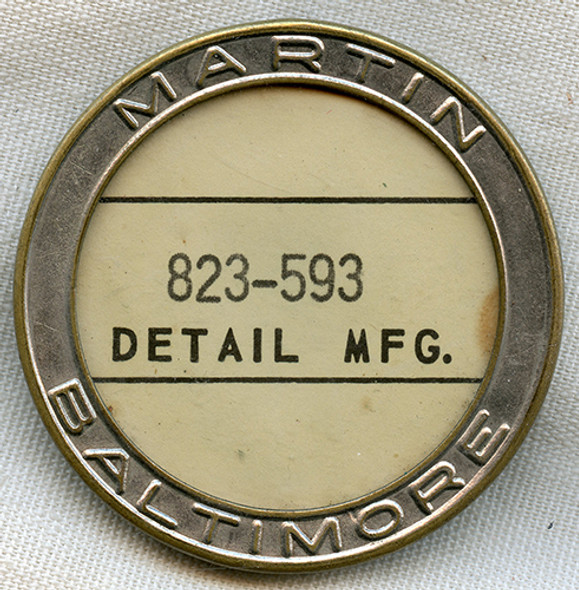 MARTIN
823-593
DETAIL MFG.
BALTIMORE